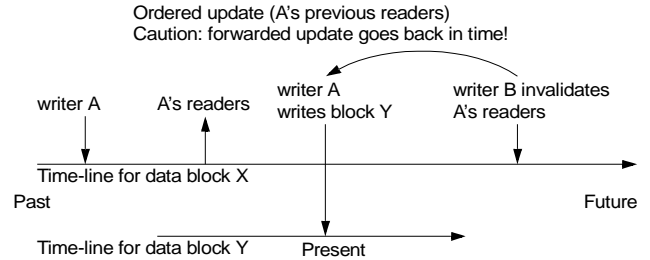 Ordered update (A's previous readers)
Caution: forwarded update goes back in time!
writer A
A's readers
writer A
writes block Y
writer B invalidates
A's readers
Time-line for data block X
Past
Future
Time-line for data block Y
Present